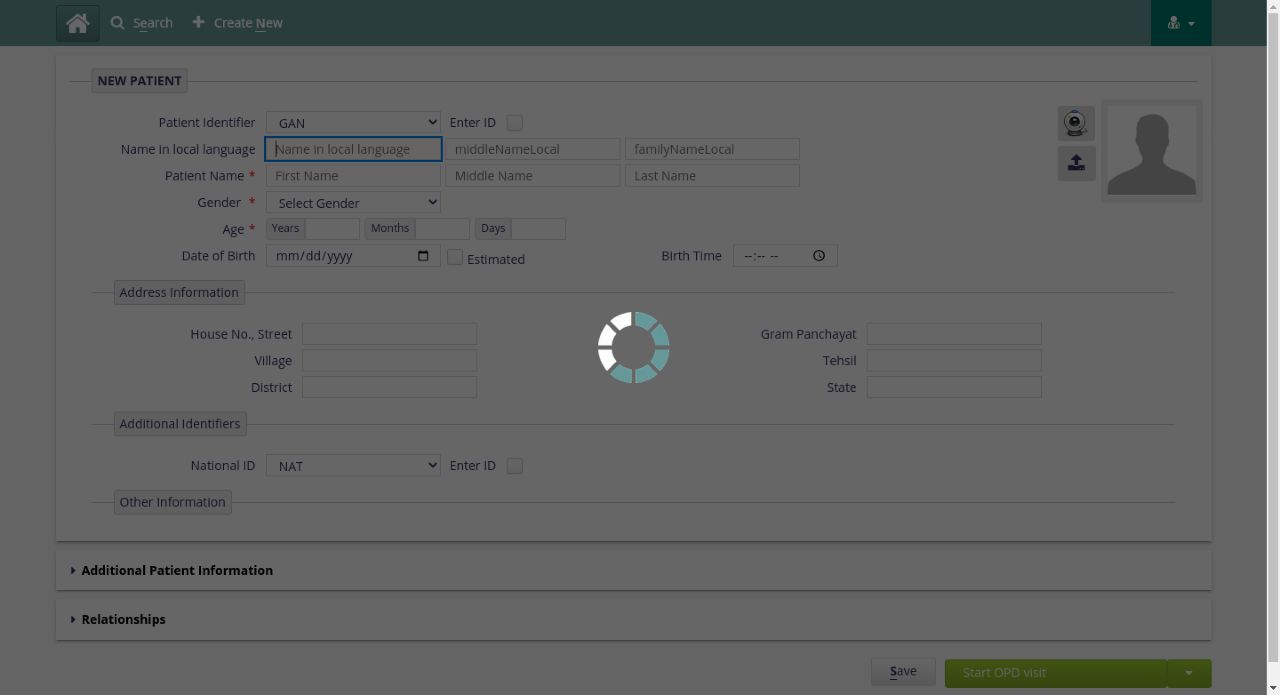 Search Create New
NEW PATIENT
Patient Identifier GAN Enter ID
Name in local language Name in local language middleNameLocal familyNameLocal
Patient Name * First Name Middle Name Last Name
Gender * Select Gender
Age * Years Months Days
Date of Birth mm/dd/yyyy Estimated Birth Time --:-- --
Address Information
House No., Street Gram Panchayat
Village Tehsil
District State
Additional Identifiers
National ID NAT Enter ID
Other Information
Additional Patient Information
Relationships
Save Start OPD visit